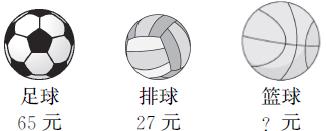 足球 排球 篮球
65 元 27 元 ? 元